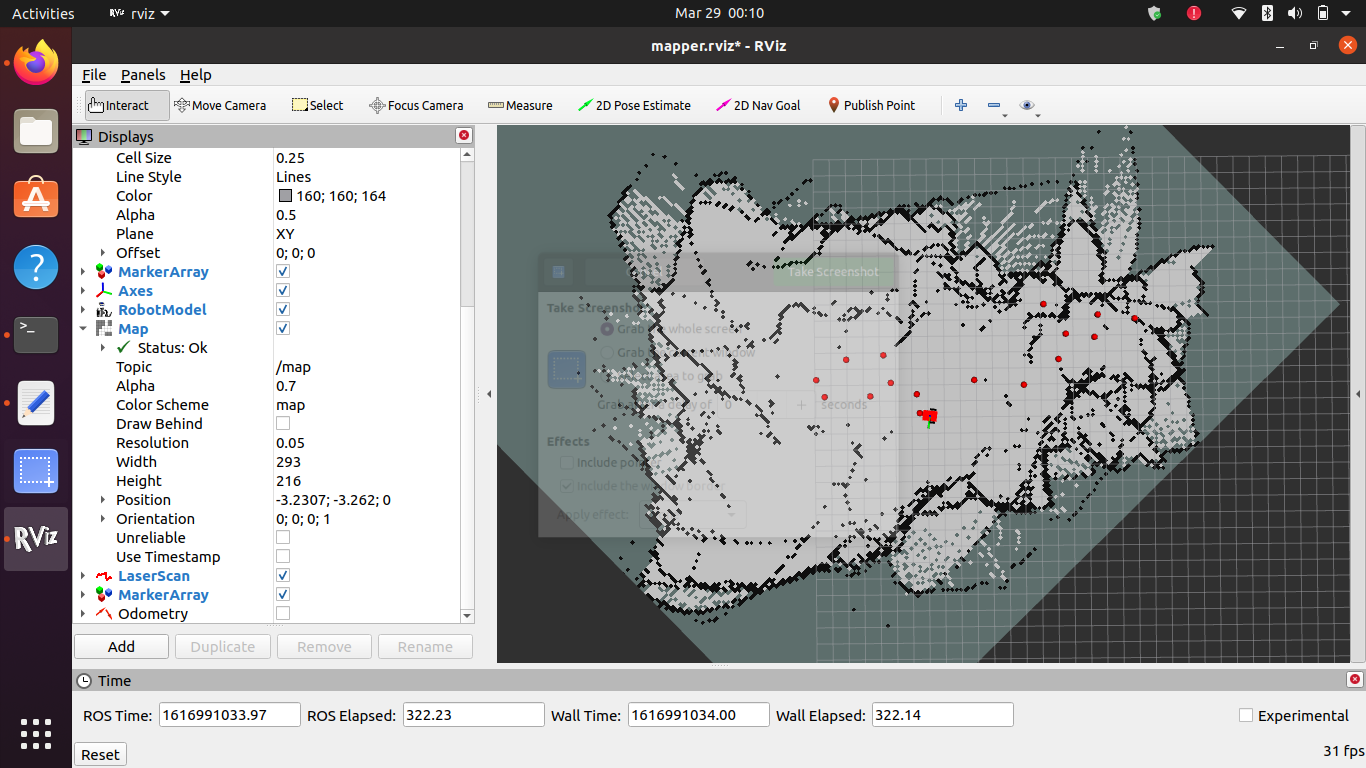 Activities
RViz rviz
Mar 29 00:10
mapper.rviz* - RViz
File Panels Help
Interact Move Camera Select Focus Camera Measure 2D Pose Estimate 2D Nav Goal Publish Point
Displays
Cell Size 0.25
Line Style Lines
Color 160; 160; 164
Alpha 0.5
Plane XY
Offset 0; 0; 0
MarkerArray
Axes
RobotModel
Map
Status: Ok
Topic /map
Alpha 0.7
Color Scheme map
Draw Behind
Resolution 0.05
Width 293
Height 216
Position -3.2307; -3.262; 0
Orientation 0; 0; 0; 1
Unreliable
Use Timestamp
LaserScan
MarkerArray
Odometry
Add Duplicate Remove Rename
Take Screenshot
Take Screenshot
Grab whole screen
Grab window
to grab
Grab of 0 + seconds
Effects
Include
Include the border
Apply effect:
RViz
Time
ROS Time: 1616991033.97 ROS Elapsed: 322.23 Wall Time: 1616991034.00 Wall Elapsed: 322.14 Experimental
Reset 31 fps